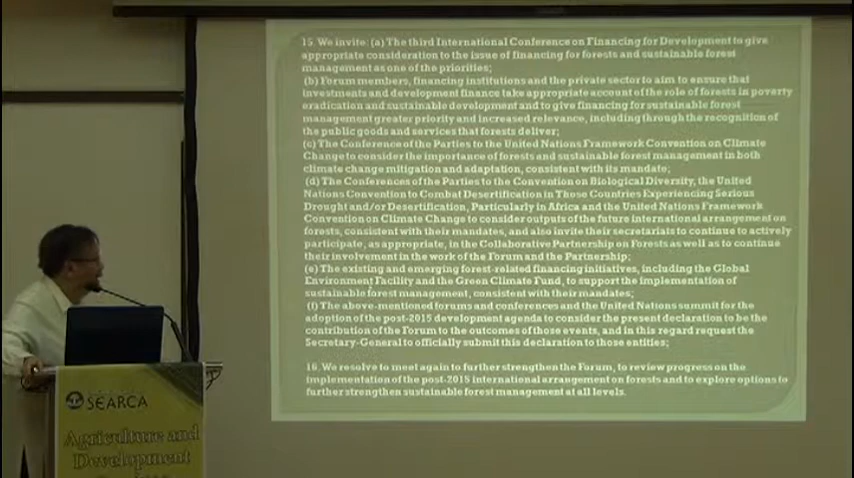 15. We invite: (a) The third International Conference on Financing for Development to give
appropriate consideration to the issue of financing for forests and sustainable forest
management as one of the priorities;
(b) Forum members, financing institutions and the private sector to aim to ensure that
investments and development finance take appropriate account of the role of forests in poverty
eradication and sustainable development and to give financing for sustainable forest
management greater priority and increased relevance, including through the recognition of
the public goods and services that forests deliver;
(c) The Conference of the Parties to the United Nations Framework Convention on Climate
Change to consider the importance of forests and sustainable forest management in both
climate change mitigation and adaptation, consistent with its mandate;
(d) The Conferences of the Parties to the Convention on Biological Diversity, the United
Nations Convention to Combat Desertification in Those Countries Experiencing Serious
Drought and/or Desertification, Particularly in Africa and the United Nations Framework
Convention on Climate Change to consider outputs of the future international arrangement on
forests, consistent with their mandates, and also invite their secretariats to continue to actively
participate, as appropriate, in the Collaborative Partnership on Forests as well as to continue
their involvement in the work of the Forum and the Partnership;
(e) The existing and emerging forest-related financing initiatives, including the Global
Environment Facility and the Green Climate Fund, to support the implementation of
sustainable forest management, consistent with their mandates;
(f) The above-mentioned forums and conferences and the United Nations summit for the
adoption of the post-2015 development agenda to consider the present declaration to be the
contribution of the Forum to the outcomes of those events, and in this regard request the
Secretary-General to officially submit this declaration to those entities;
16. We resolve to meet again to further strengthen the Forum, to review progress on the
implementation of the post-2015 international arrangement on forests and to explore options to
further strengthen sustainable forest management at all levels.
SEARCA
Agriculture and
Development